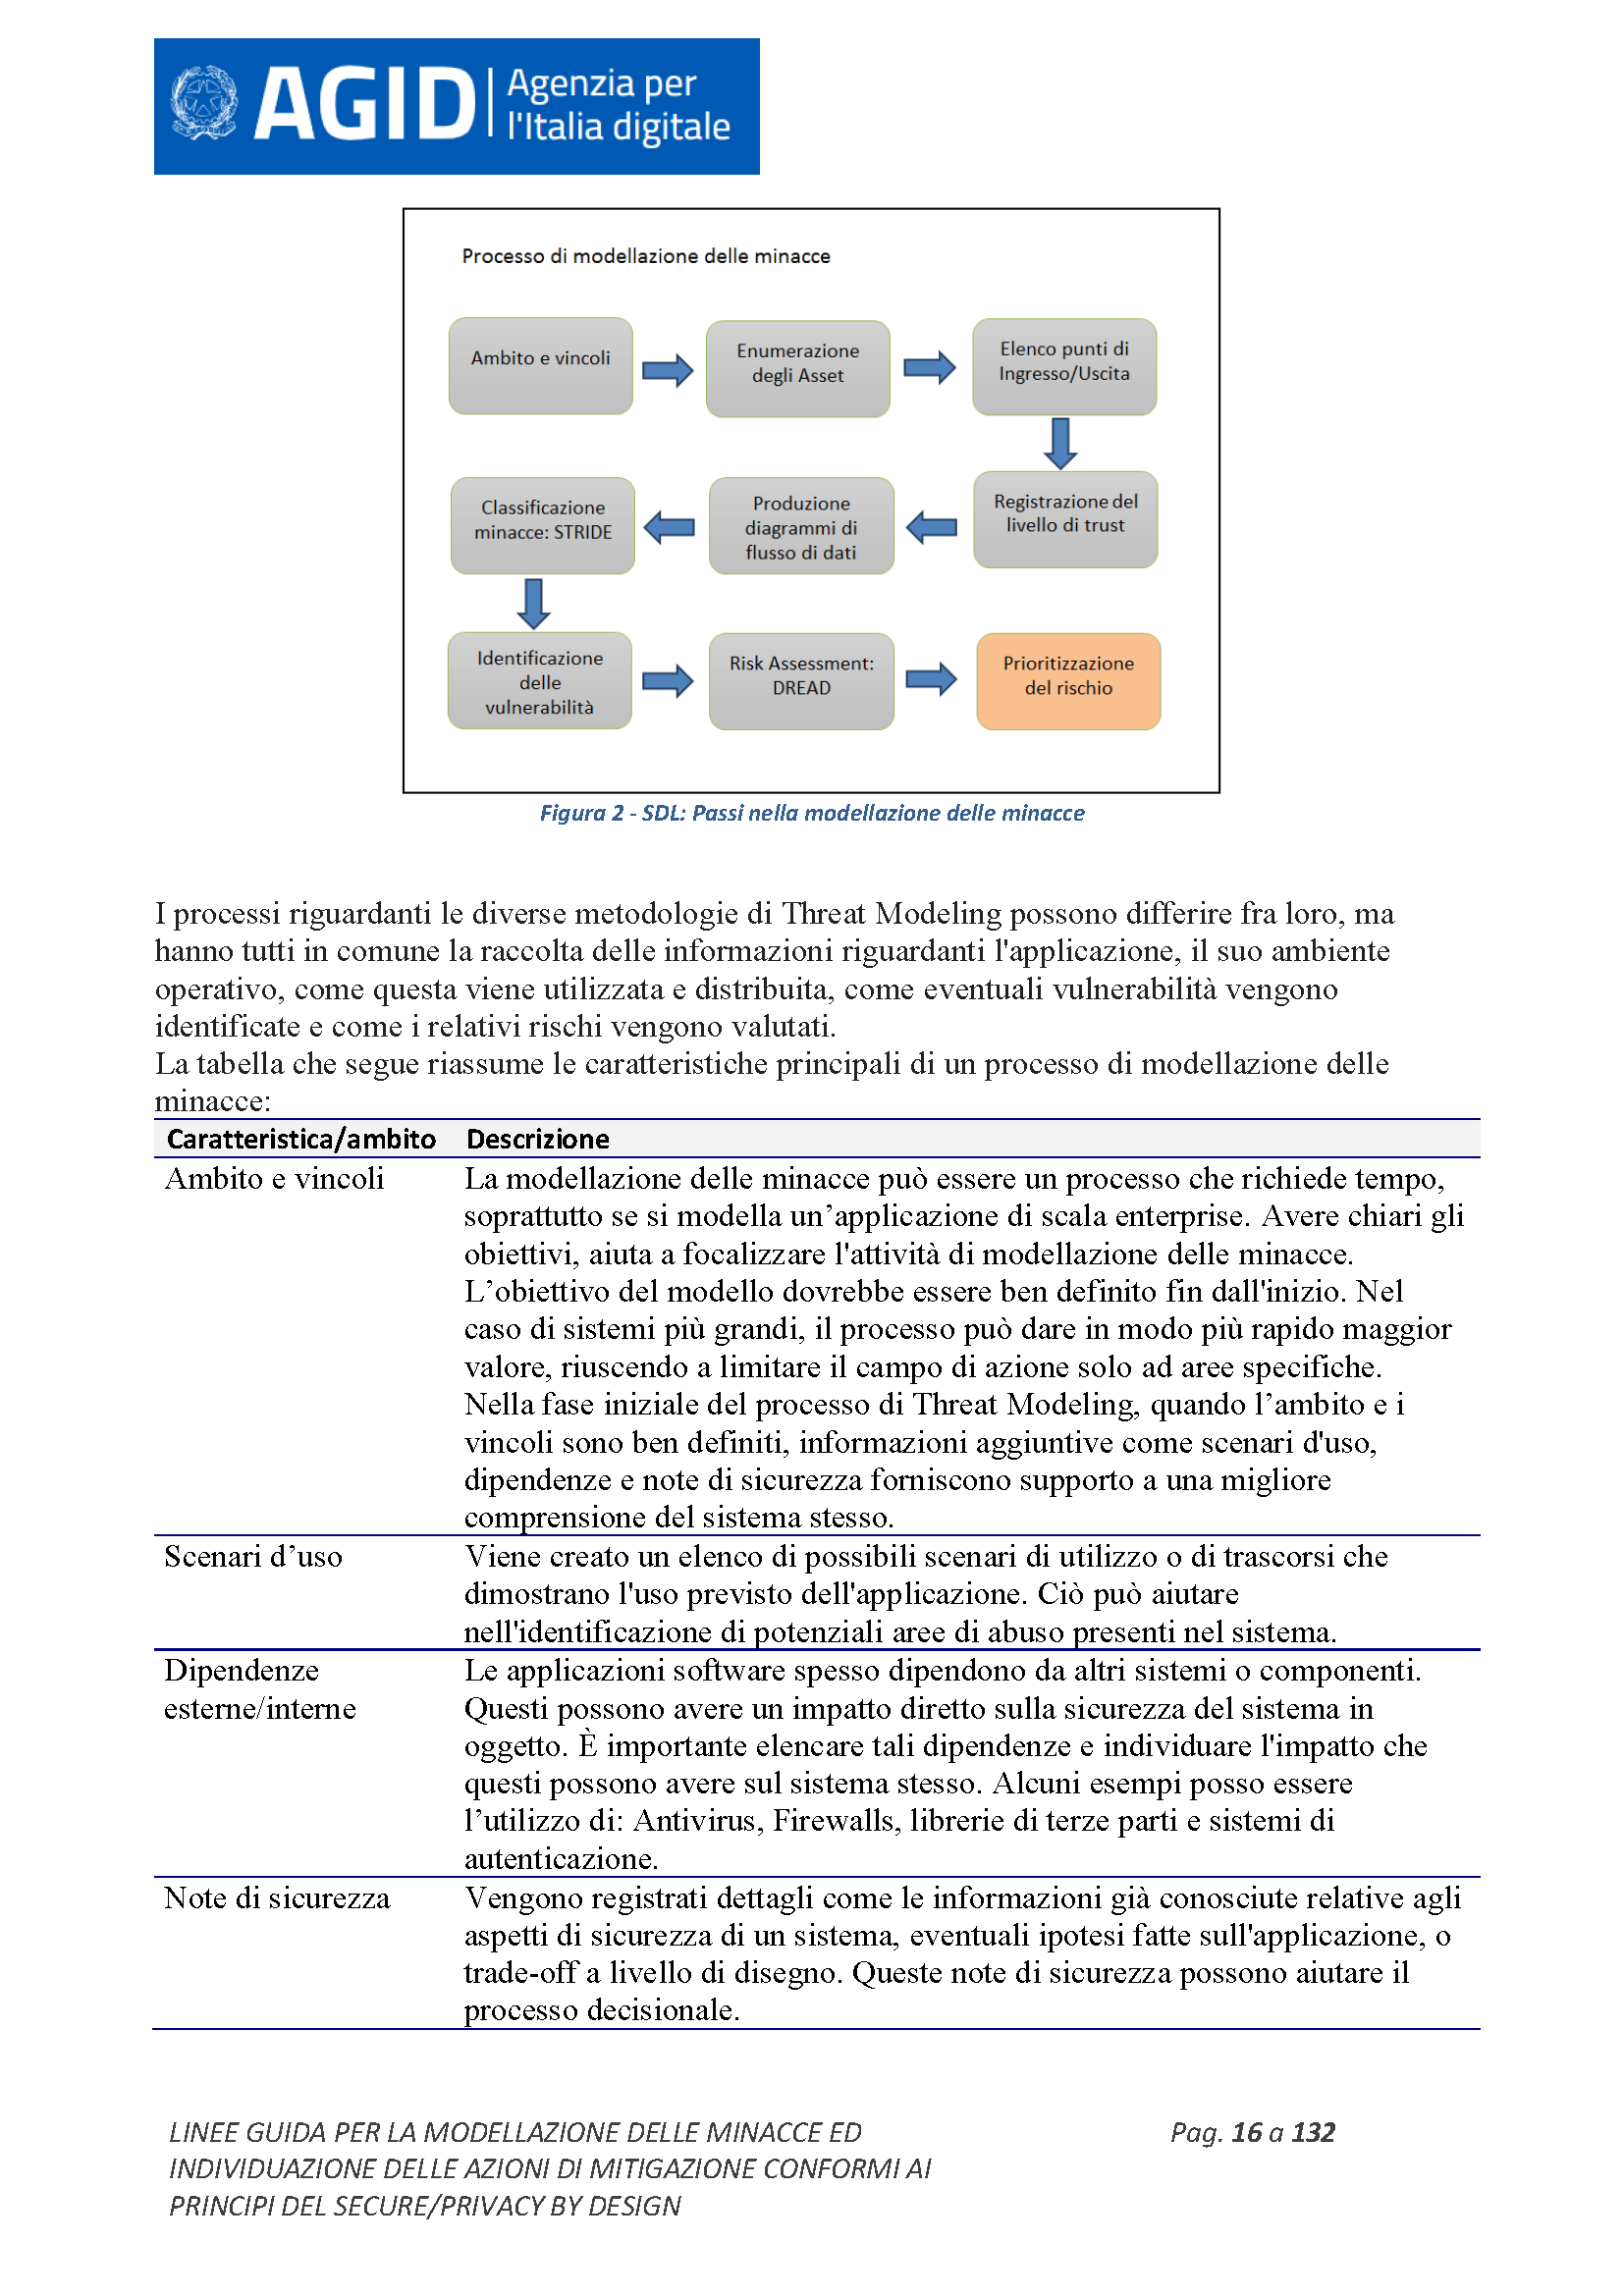 AGID
Agenzia per
l'Italia digitale
Processo di modellazione delle minacce
Ambito e vincoli
Enumerazione
degli Asset
Elenco punti di
Ingresso/Uscita
Registrazione del
livello di trust
Produzione
diagrammi di
flusso di dati
Classificazione
minacce: STRIDE
Identificazione
delle
vulnerabilità
Risk Assessment:
DREAD
Prioritizzazione
del rischio
Figura 2 - SDL: Passi nella modellazione delle minacce
I processi riguardanti le diverse metodologie di Threat Modeling possono differire fra loro, ma
hanno tutti in comune la raccolta delle informazioni riguardanti l'applicazione, il suo ambiente
operativo, come questa viene utilizzata e distribuita, come eventuali vulnerabilità vengono
identificate e come i relativi rischi vengono valutati.
La tabella che segue riassume le caratteristiche principali di un processo di modellazione delle
minacce:
Caratteristica/ambito Descrizione
Ambito e vincoli La modellazione delle minacce può essere un processo che richiede tempo,
soprattutto se si modella un’applicazione di scala enterprise. Avere chiari gli
obiettivi, aiuta a focalizzare l'attività di modellazione delle minacce.
L’obiettivo del modello dovrebbe essere ben definito fin dall'inizio. Nel
caso di sistemi più grandi, il processo può dare in modo più rapido maggior
valore, riuscendo a limitare il campo di azione solo ad aree specifiche.
Nella fase iniziale del processo di Threat Modeling, quando l’ambito e i
vincoli sono ben definiti, informazioni aggiuntive come scenari d'uso,
dipendenze e note di sicurezza forniscono supporto a una migliore
comprensione del sistema stesso.
Scenari d’uso Viene creato un elenco di possibili scenari di utilizzo o di trascorsi che
dimostrano l'uso previsto dell'applicazione. Ciò può aiutare
nell'identificazione di potenziali aree di abuso presenti nel sistema.
Dipendenze Le applicazioni software spesso dipendono da altri sistemi o componenti.
esterne/interne Questi possono avere un impatto diretto sulla sicurezza del sistema in
oggetto. È importante elencare tali dipendenze e individuare l'impatto che
questi possono avere sul sistema stesso. Alcuni esempi posso essere
l’utilizzo di: Antivirus, Firewalls, librerie di terze parti e sistemi di
autenticazione.
Note di sicurezza Vengono registrati dettagli come le informazioni già conosciute relative agli
aspetti di sicurezza di un sistema, eventuali ipotesi fatte sull'applicazione, o
trade-off a livello di disegno. Queste note di sicurezza possono aiutare il
processo decisionale.
LINEE GUIDA PER LA MODELLAZIONE DELLE MINACCE ED Pag. 16 a 132
INDIVIDUAZIONE DELLE AZIONI DI MITIGAZIONE CONFORMI AI
PRINCIPI DEL SECURE/PRIVACY BY DESIGN